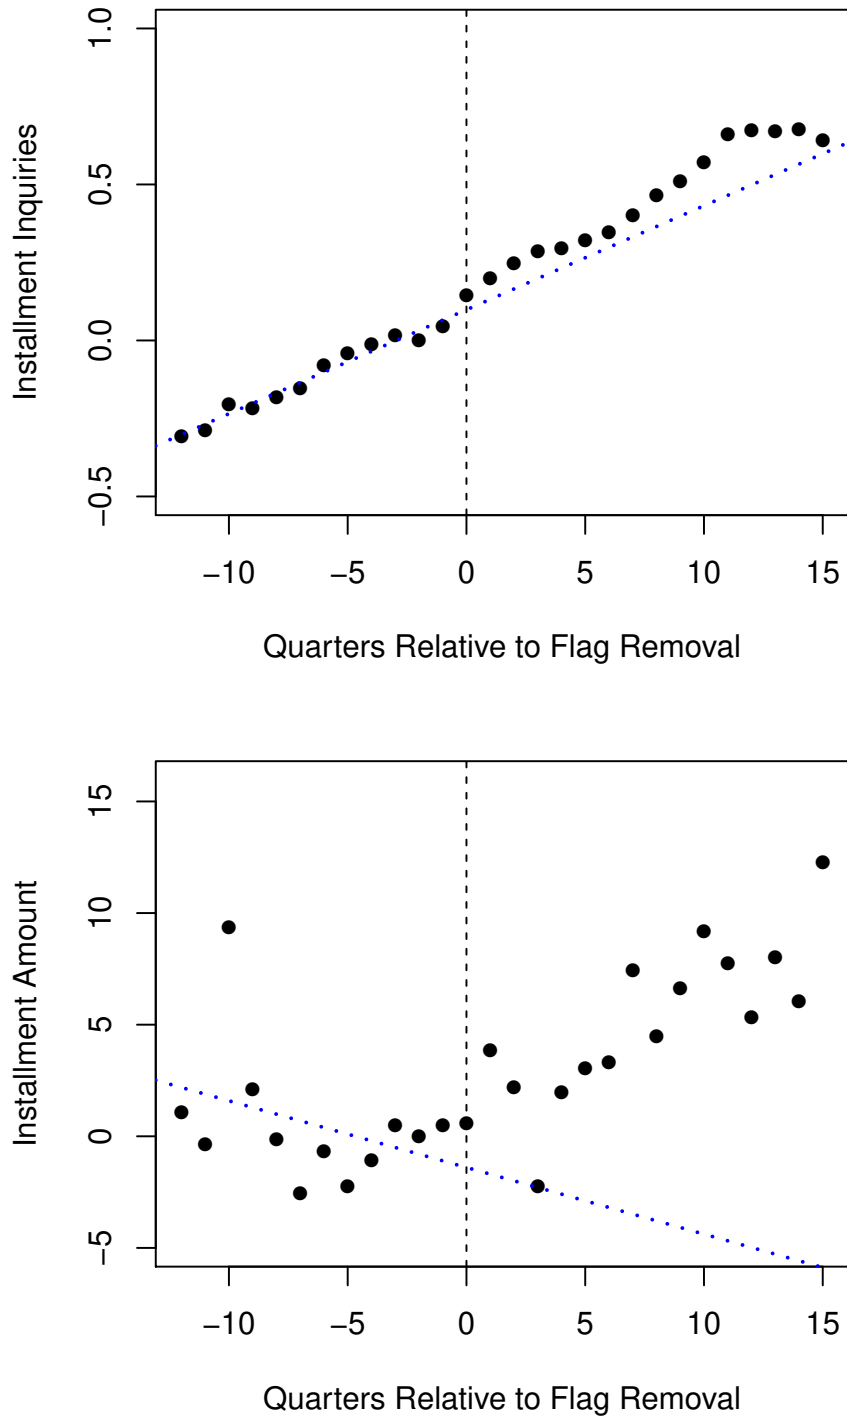 1.0
0.5
0.0
−0.5
Installment Inquiries
−10 −5 0 5 10 15
Quarters Relative to Flag Removal
15
10
5
0
−5
Installment Amount
−10 −5 0 5 10 15
Quarters Relative to Flag Removal